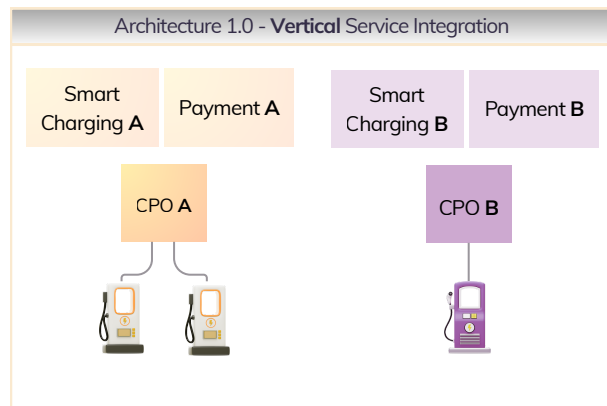 Architecture 1.0 - Vertical Service Integration
Smart
Charging A
Payment A
Smart
Charging B
Payment B
CPO A
CPO B